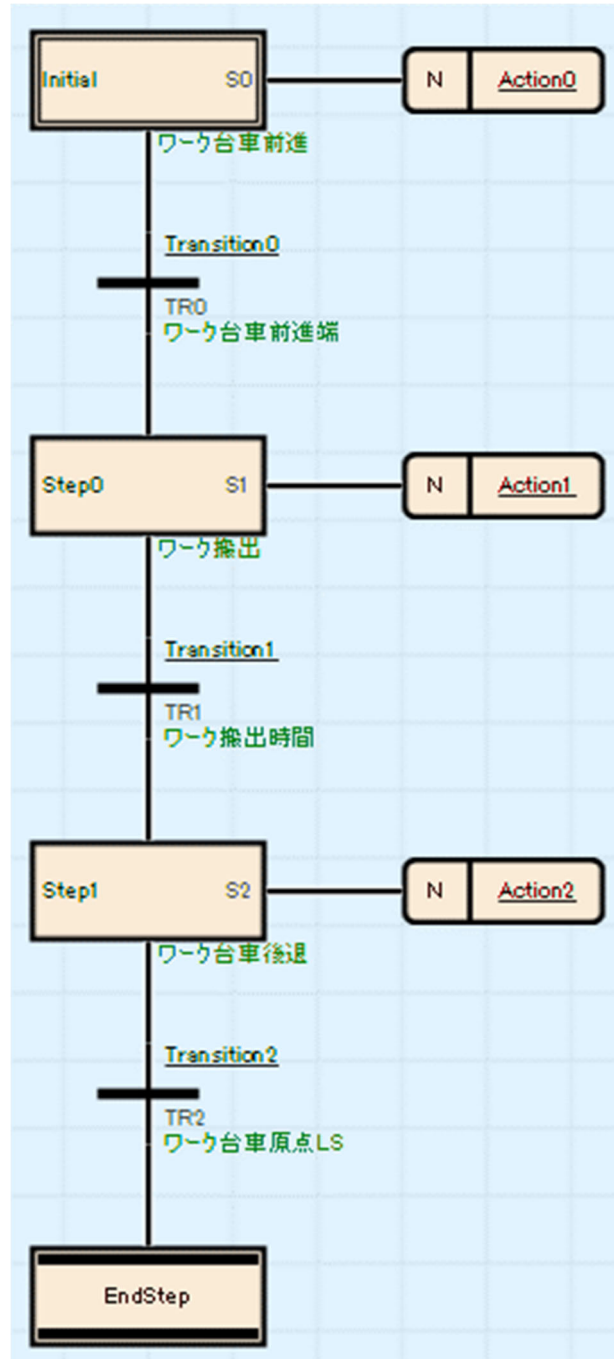 Initial S0 N Action0
ワーク台車前進
Transition0
TR0
ワーク台車前進端
Step0 S1 N Action1
ワーク搬出
Transition1
TR1
ワーク搬出時間
Step1 S2 N Action2
ワーク台車後退
Transition2
TR2
ワーク台車原点LS
EndStep